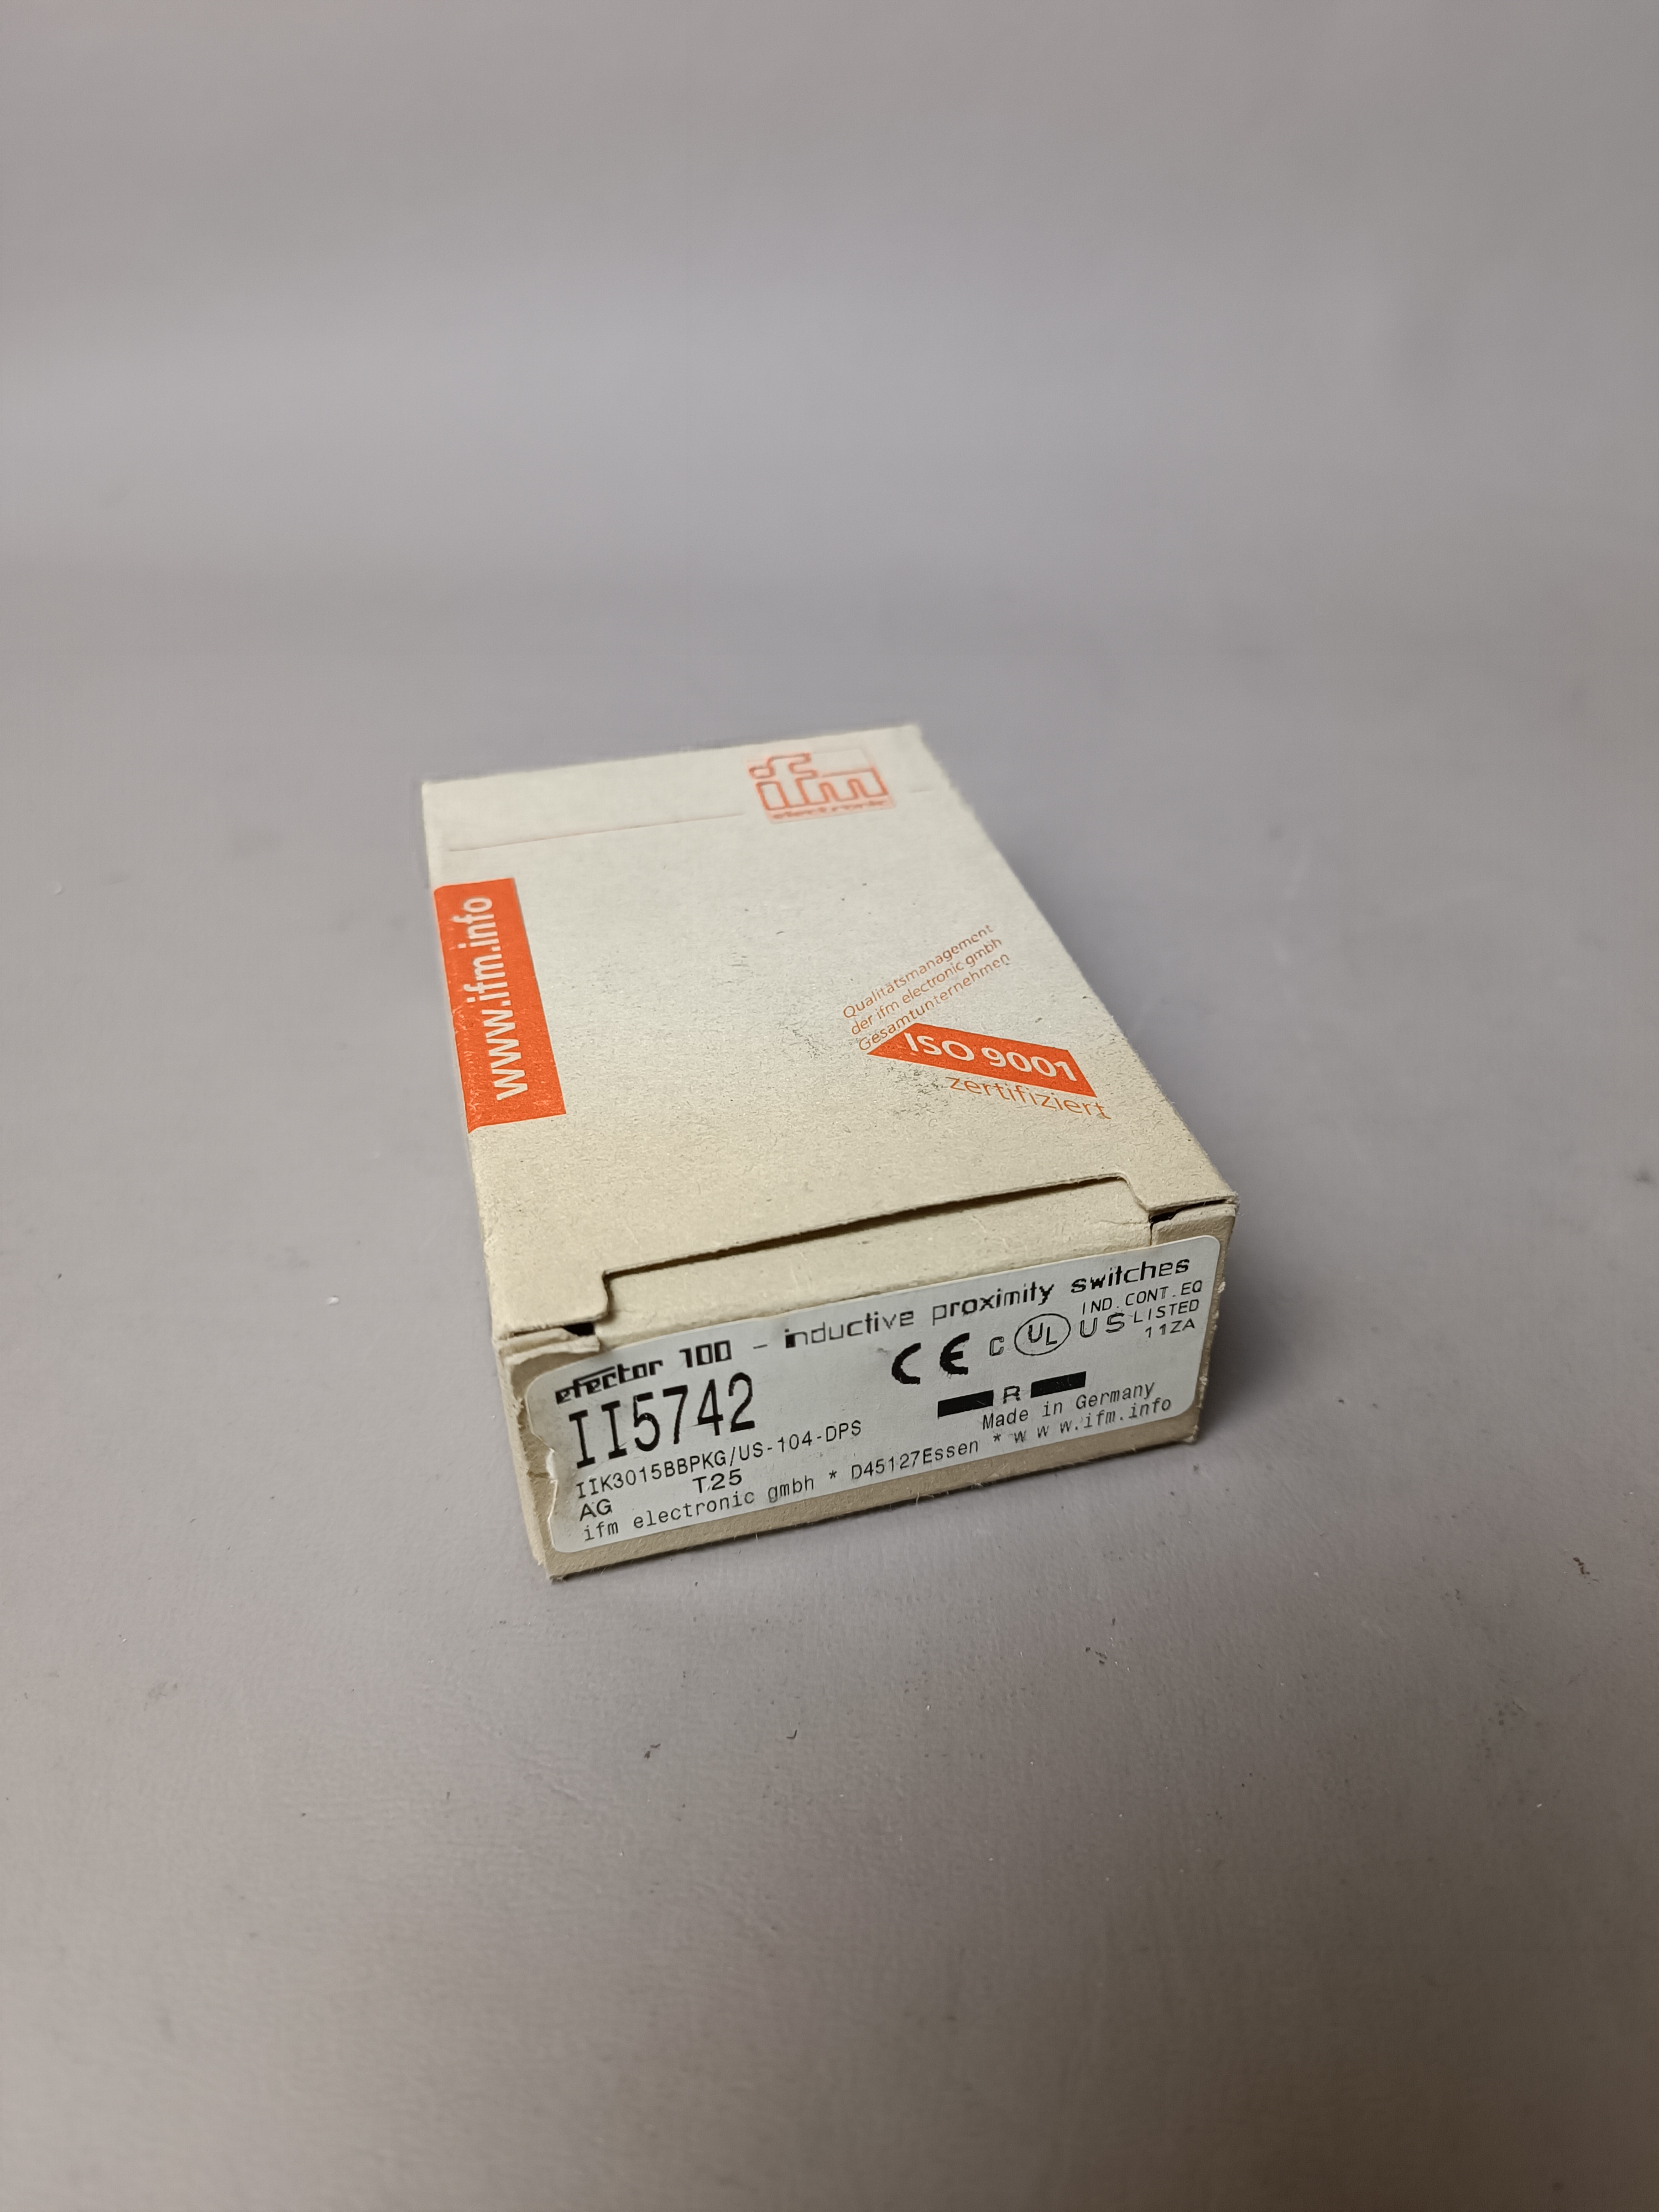 ifm
electronic
www.ifm.info
Qualitätsmanagement
der ifm electronic gmbh
Gesamtunternehmen
ISO 9001
zertifiziert
efector 100 - inductive proximity switches
II5742
IIK3015BBPKG/US-104-DPS
AG T25
ifm electronic gmbh * D45127Essen * www.ifm.info
CE C UL US IND.CONT.EQ
LISTED
11ZA
R
Made in Germany